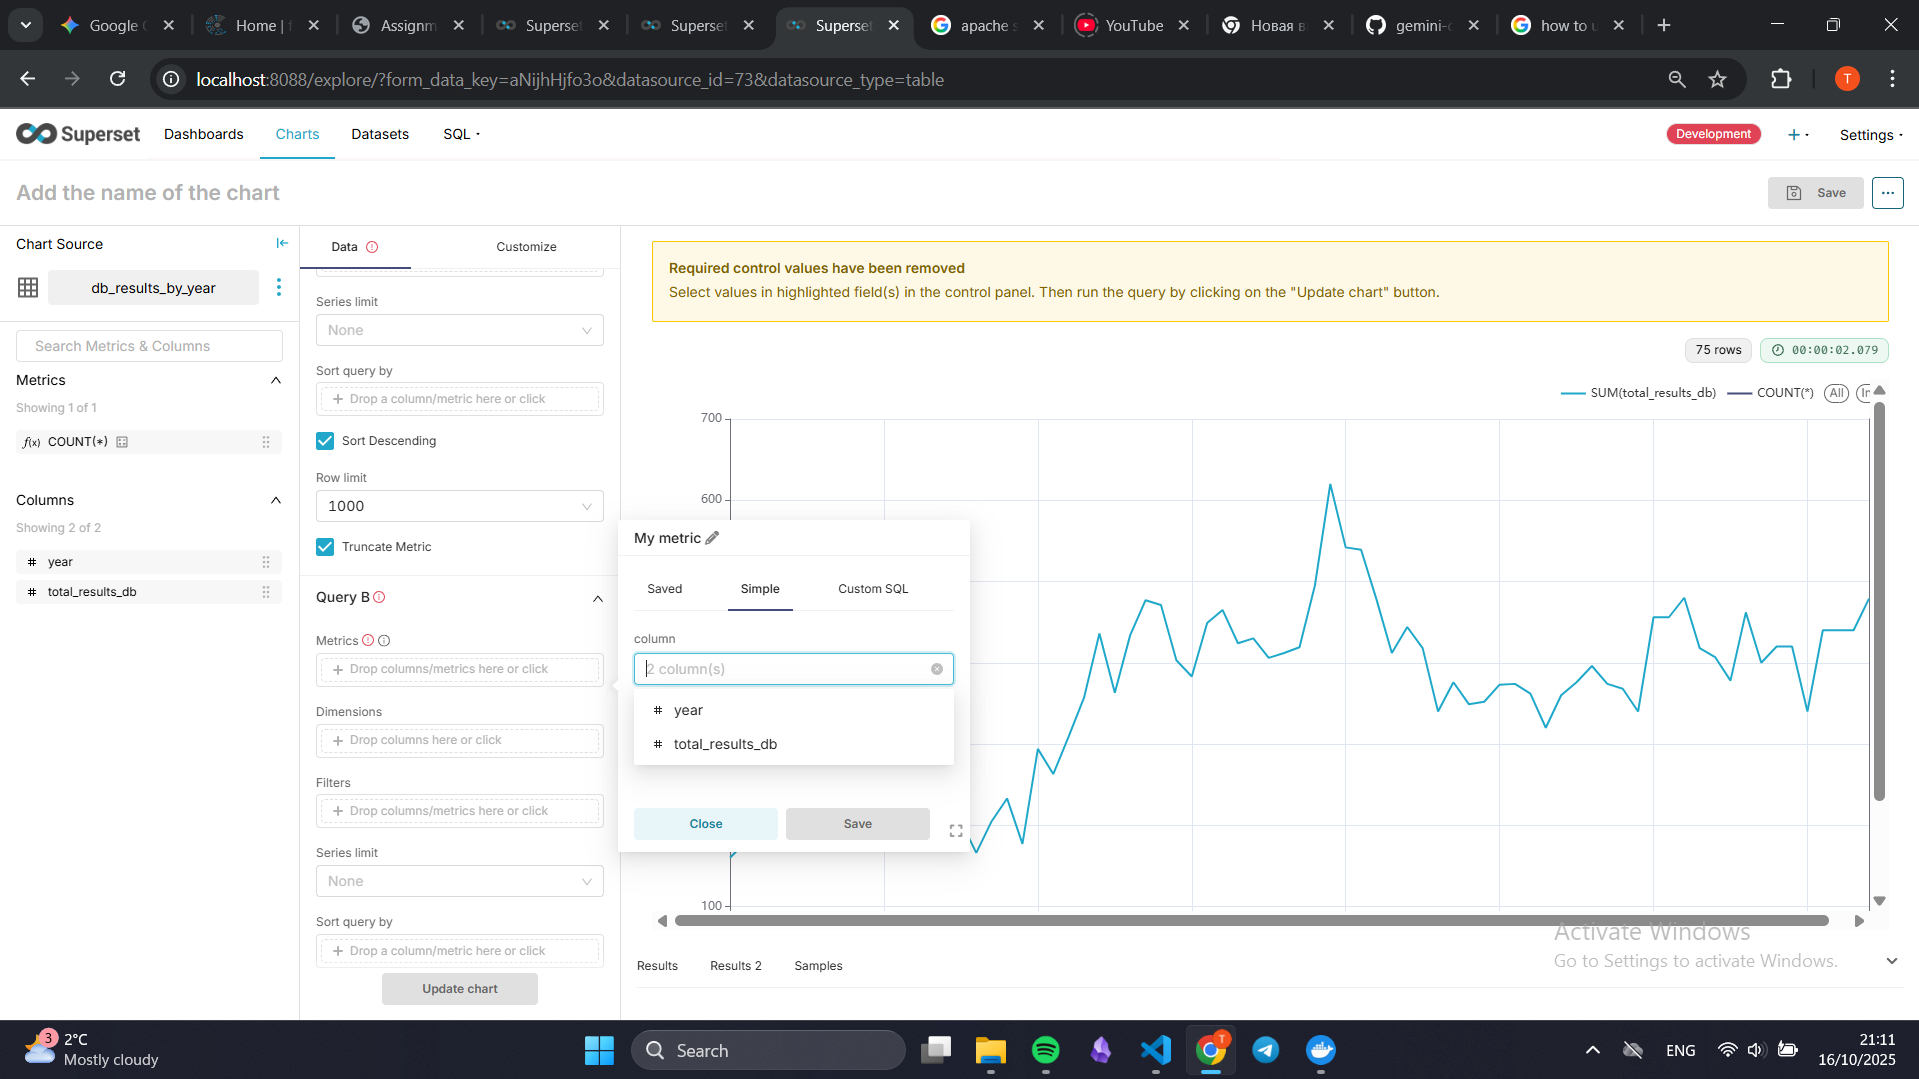 Google C
Home | f
Assignm
Superset
Superset
Superset
apache s
YouTube
Новая в
gemini-c
how to u
localhost:8088/explore/?form_data_key=aNijhHjfo3o&datasource_id=73&datasource_type=table
T
Superset
Dashboards
Charts
Datasets
SQL
Development
Settings
Add the name of the chart
Save
Chart Source
db_results_by_year
Search Metrics & Columns
Metrics
Showing 1 of 1
f(x) COUNT(*)
Columns
Showing 2 of 2
# year
# total_results_db
Data
Customize
Series limit
None
Sort query by
+ Drop a column/metric here or click
Sort Descending
Row limit
1000
Truncate Metric
Query B
Metrics
+ Drop columns/metrics here or click
Dimensions
+ Drop columns here or click
Filters
+ Drop columns/metrics here or click
Series limit
None
Sort query by
+ Drop a column/metric here or click
Update chart
My metric
Saved
Simple
Custom SQL
column
2 column(s)
# year
# total_results_db
Close
Save
Required control values have been removed
Select values in highlighted field(s) in the control panel. Then run the query by clicking on the "Update chart" button.
75 rows
00:00:02.079
SUM(total_results_db)
COUNT(*)
All
In
700
600
100
Results
Results 2
Samples
Activate Windows
Go to Settings to activate Windows.
3
2°C
Mostly cloudy
Search
T
ENG
21:11
16/10/2025